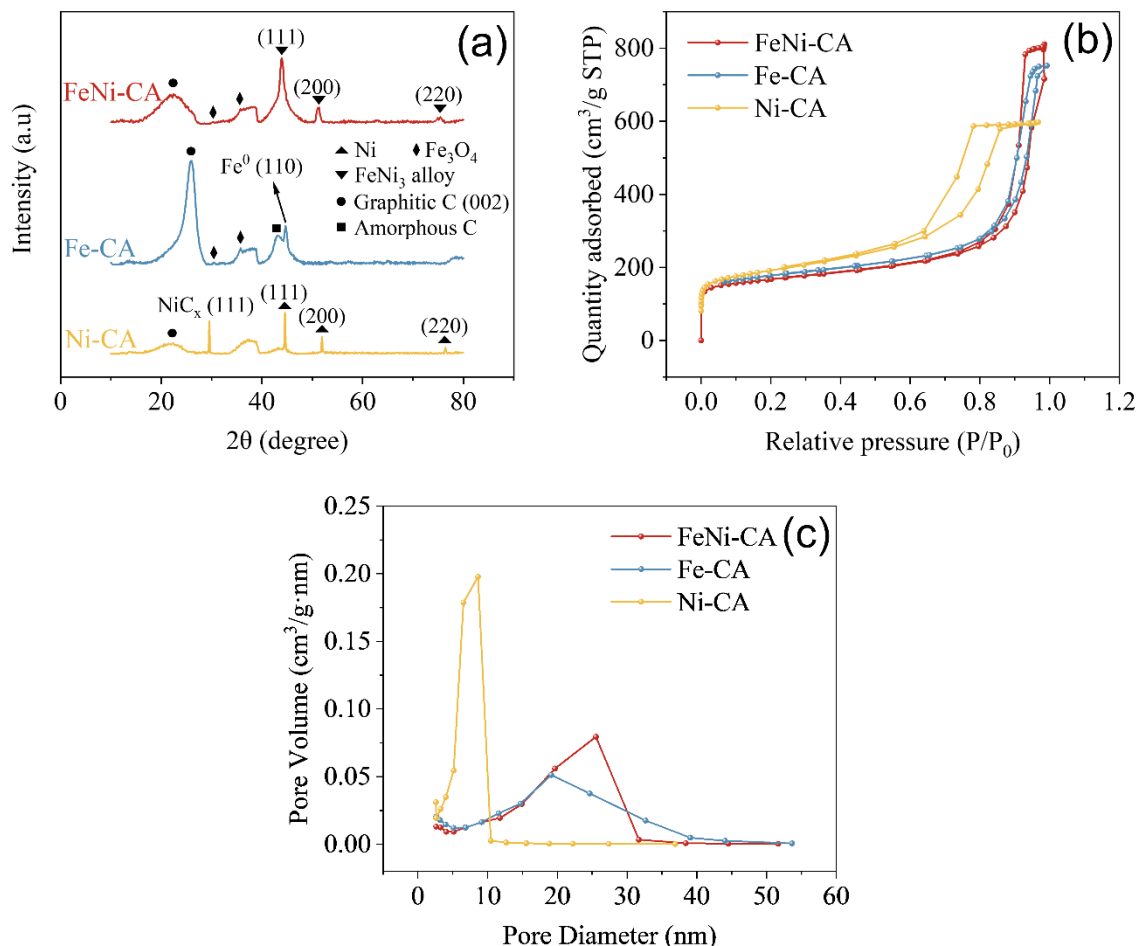 (a)
(111)
FeNi-CA
(200)
(220)
Ni
Fe₃O₄
FeNi₃ alloy
Graphitic C (002)
Amorphous C
Fe⁰ (110)
Fe-CA
NiCₓ (111)
(111)
(200)
(220)
Ni-CA
Intensity (a.u)
0 20 40 60 80
2θ (degree)
(b)
FeNi-CA
Fe-CA
Ni-CA
Quantity adsorbed (cm³/g STP)
800
600
400
200
0
0.0 0.2 0.4 0.6 0.8 1.0 1.2
Relative pressure (P/P₀)
(c)
FeNi-CA
Fe-CA
Ni-CA
Pore Volume (cm³/g·nm)
0.25
0.20
0.15
0.10
0.05
0.00
0 10 20 30 40 50 60
Pore Diameter (nm)